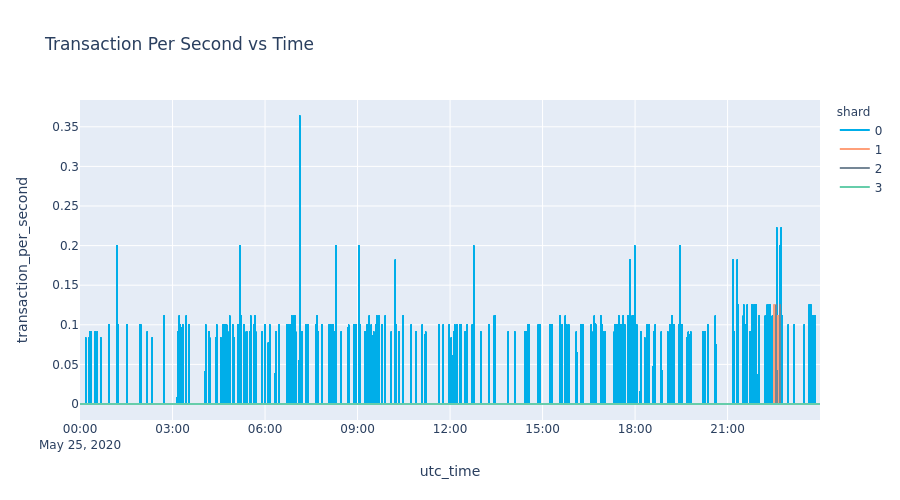 Transaction Per Second vs Time
shard
0
1
2
3
transaction_per_second
0.35
0.3
0.25
0.2
0.15
0.1
0.05
0
00:00 03:00 06:00 09:00 12:00 15:00 18:00 21:00
May 25, 2020
utc_time